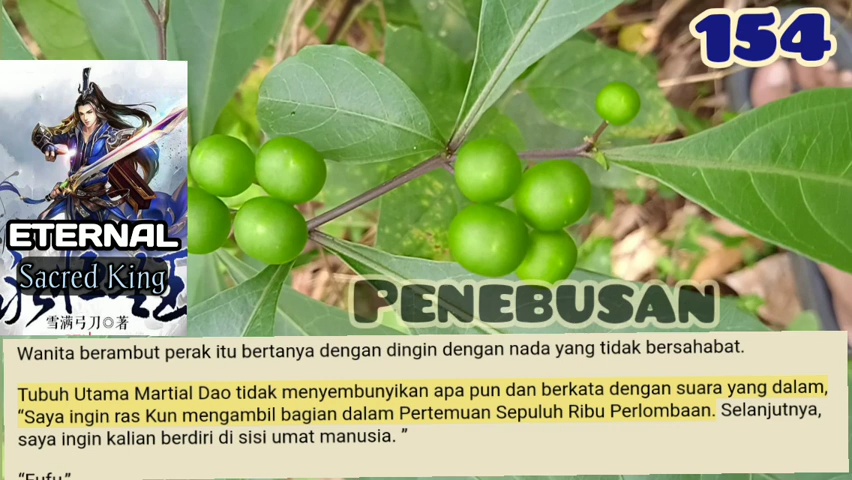 154
ETERNAL
Sacred King
雪满弓刀◎著
PENEBUSAN
Wanita berambut perak itu bertanya dengan dingin dengan nada yang tidak bersahabat.
Tubuh Utama Martial Dao tidak menyembunyikan apa pun dan berkata dengan suara yang dalam,
“Saya ingin ras Kun mengambil bagian dalam Pertemuan Sepuluh Ribu Perlombaan. Selanjutnya,
saya ingin kalian berdiri di sisi umat manusia. ”